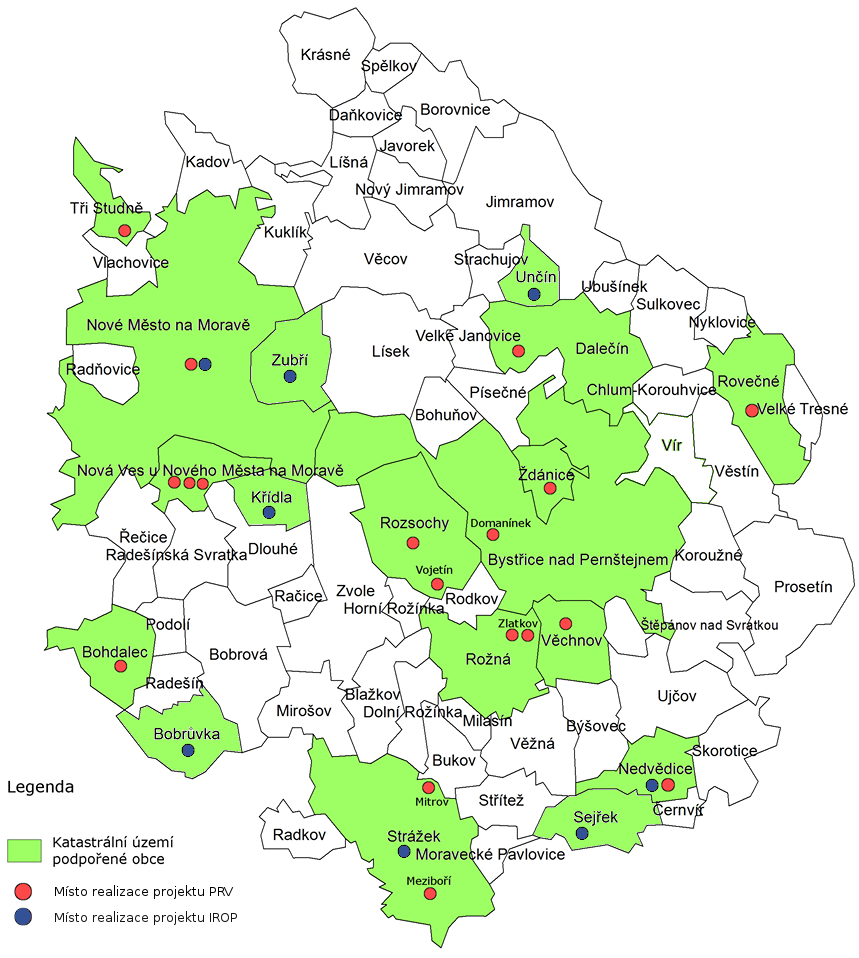 Krásné
Spělkov
Borovnice
Daňkovice
Javorek
Kadov
Líšná
Nový Jimramov
Jimramov
Tři Studně
Kuklík
Vlachovice
Věcov
Strachujov
Unčín
Ubušínek
Sulkovec
Nyklovice
Nové Město na Moravě
Velké Janovice
Lísek
Dalečín
Zubří
Radňovice
Rovečné
Písečné
Chlum-Korouhvice
Velké Tresné
Bohuňov
Vír
Nová Ves u Nového Města na Moravě
Ždánice
Věstín
Křídla
Rozsochy
Domanínek
Řečice
Radešínská Svratka
Dlouhé
Bystřice nad Pernštejnem
Koroužné
Vojetín
Prosetín
Zvole
Račice
Rodkov
Horní Rožínka
Podolí
Zlatkov
Štěpánov nad Svratkou
Věchnov
Bohdalec
Bobrová
Rožná
Radešín
Blažkov
Ujčov
Mirošov
Dolní Rožínka
Milasín
Býšovec
Bobrůvka
Věžná
Skorotice
Bukov
Nedvědice
Legenda
Mitrov
Střítež
Černvír
Sejřek
Radkov
Strážek
Katastrální území
podpořené obce
Moravecké Pavlovice
Meziboří
Místo realizace projektu PRV
Místo realizace projektu IROP